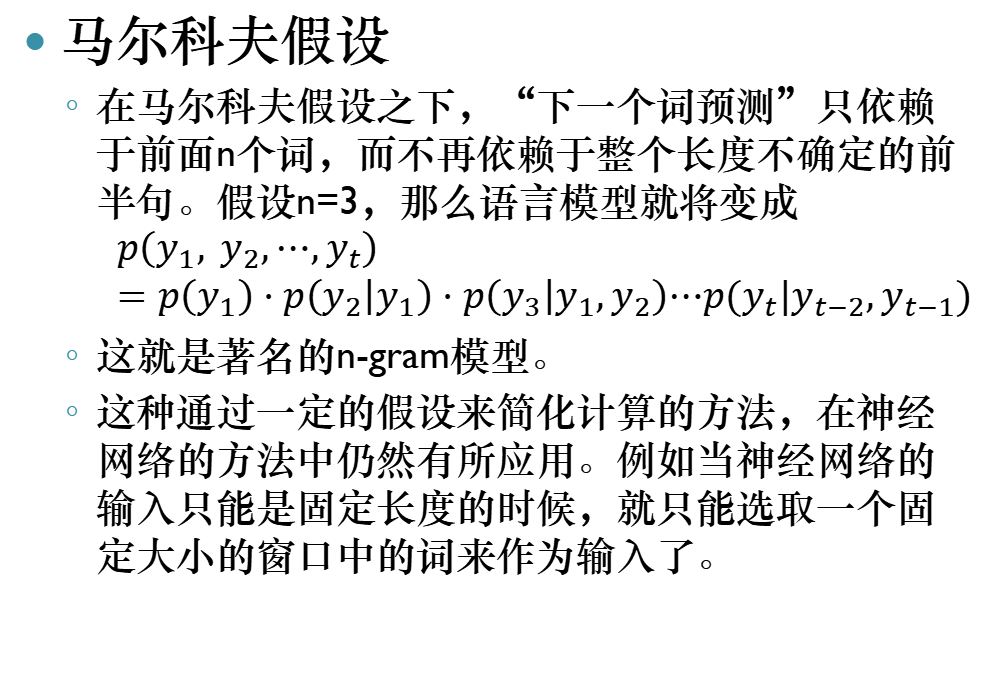 • 马尔科夫假设
◦ 在马尔科夫假设之下，“下一个词预测”只依赖
于前面n个词，而不再依赖于整个长度不确定的前
半句。假设n=3，那么语言模型就将变成
p(y₁, y₂,⋯,yₜ)
= p(y₁) · p(y₂|y₁) · p(y₃|y₁,y₂)⋯p(yₜ|yₜ₋₂,yₜ₋₁)
◦ 这就是著名的n-gram模型。
◦ 这种通过一定的假设来简化计算的方法，在神经
网络的方法中仍然有所应用。例如当神经网络的
输入只能是固定长度的时候，就只能选取一个固
定大小的窗口中的词来作为输入了。